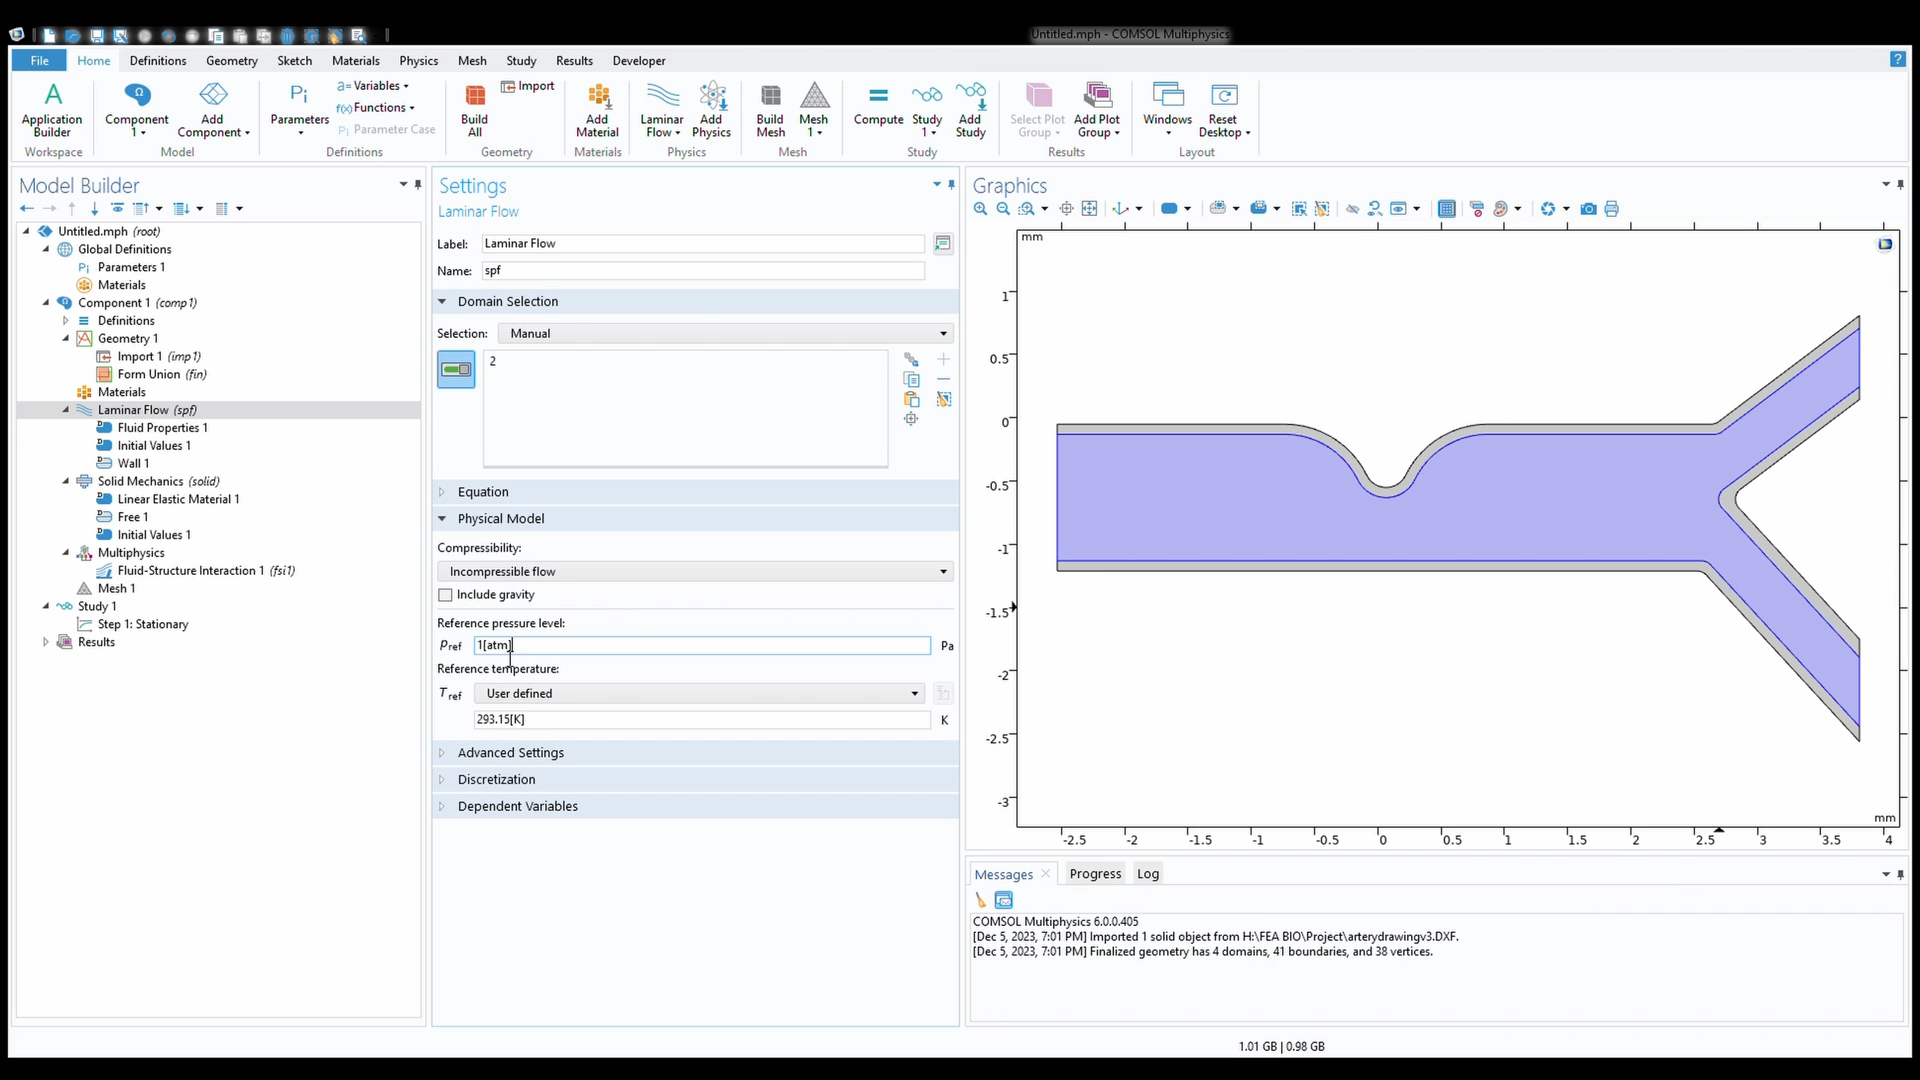 Untitled.mph - COMSOL Multiphysics
File Home Definitions Geometry Sketch Materials Physics Mesh Study Results Developer
Application Builder
Workspace
Component 1
Add Component
Model
Parameters
a= Variables
f(x) Functions
Pi Parameter Case
Definitions
Build All
Import
Geometry
Add Material
Materials
Laminar Flow
Add Physics
Physics
Build Mesh
Mesh 1
Mesh
Compute
Study 1
Add Study
Study
Select Plot Group
Add Plot Group
Results
Windows
Reset Desktop
Layout
Model Builder
Untitled.mph (root)
Global Definitions
Pi Parameters 1
Materials
Component 1 (comp1)
Definitions
Geometry 1
Import 1 (imp1)
Form Union (fin)
Materials
Laminar Flow (spf)
Fluid Properties 1
Initial Values 1
Wall 1
Solid Mechanics (solid)
Linear Elastic Material 1
Free 1
Initial Values 1
Multiphysics
Fluid-Structure Interaction 1 (fsi1)
Mesh 1
Study 1
Step 1: Stationary
Results
Settings
Laminar Flow
Label: Laminar Flow
Name: spf
Domain Selection
Selection: Manual
2
Equation
Physical Model
Compressibility:
Incompressible flow
Include gravity
Reference pressure level:
pref 1[atm] Pa
Reference temperature:
Tref User defined
293.15[K] K
Advanced Settings
Discretization
Dependent Variables
Graphics
mm
1
0.5
0
-0.5
-1
-1.5
-2
-2.5
-3
mm
-2.5 -2 -1.5 -1 -0.5 0 0.5 1 1.5 2 2.5 3 3.5 4
Messages Progress Log
COMSOL Multiphysics 6.0.0.405
[Dec 5, 2023, 7:01 PM] Imported 1 solid object from H:\FEA BIO\Project\arterydrawingv3.DXF.
[Dec 5, 2023, 7:01 PM] Finalized geometry has 4 domains, 41 boundaries, and 38 vertices.
1.01 GB | 0.98 GB